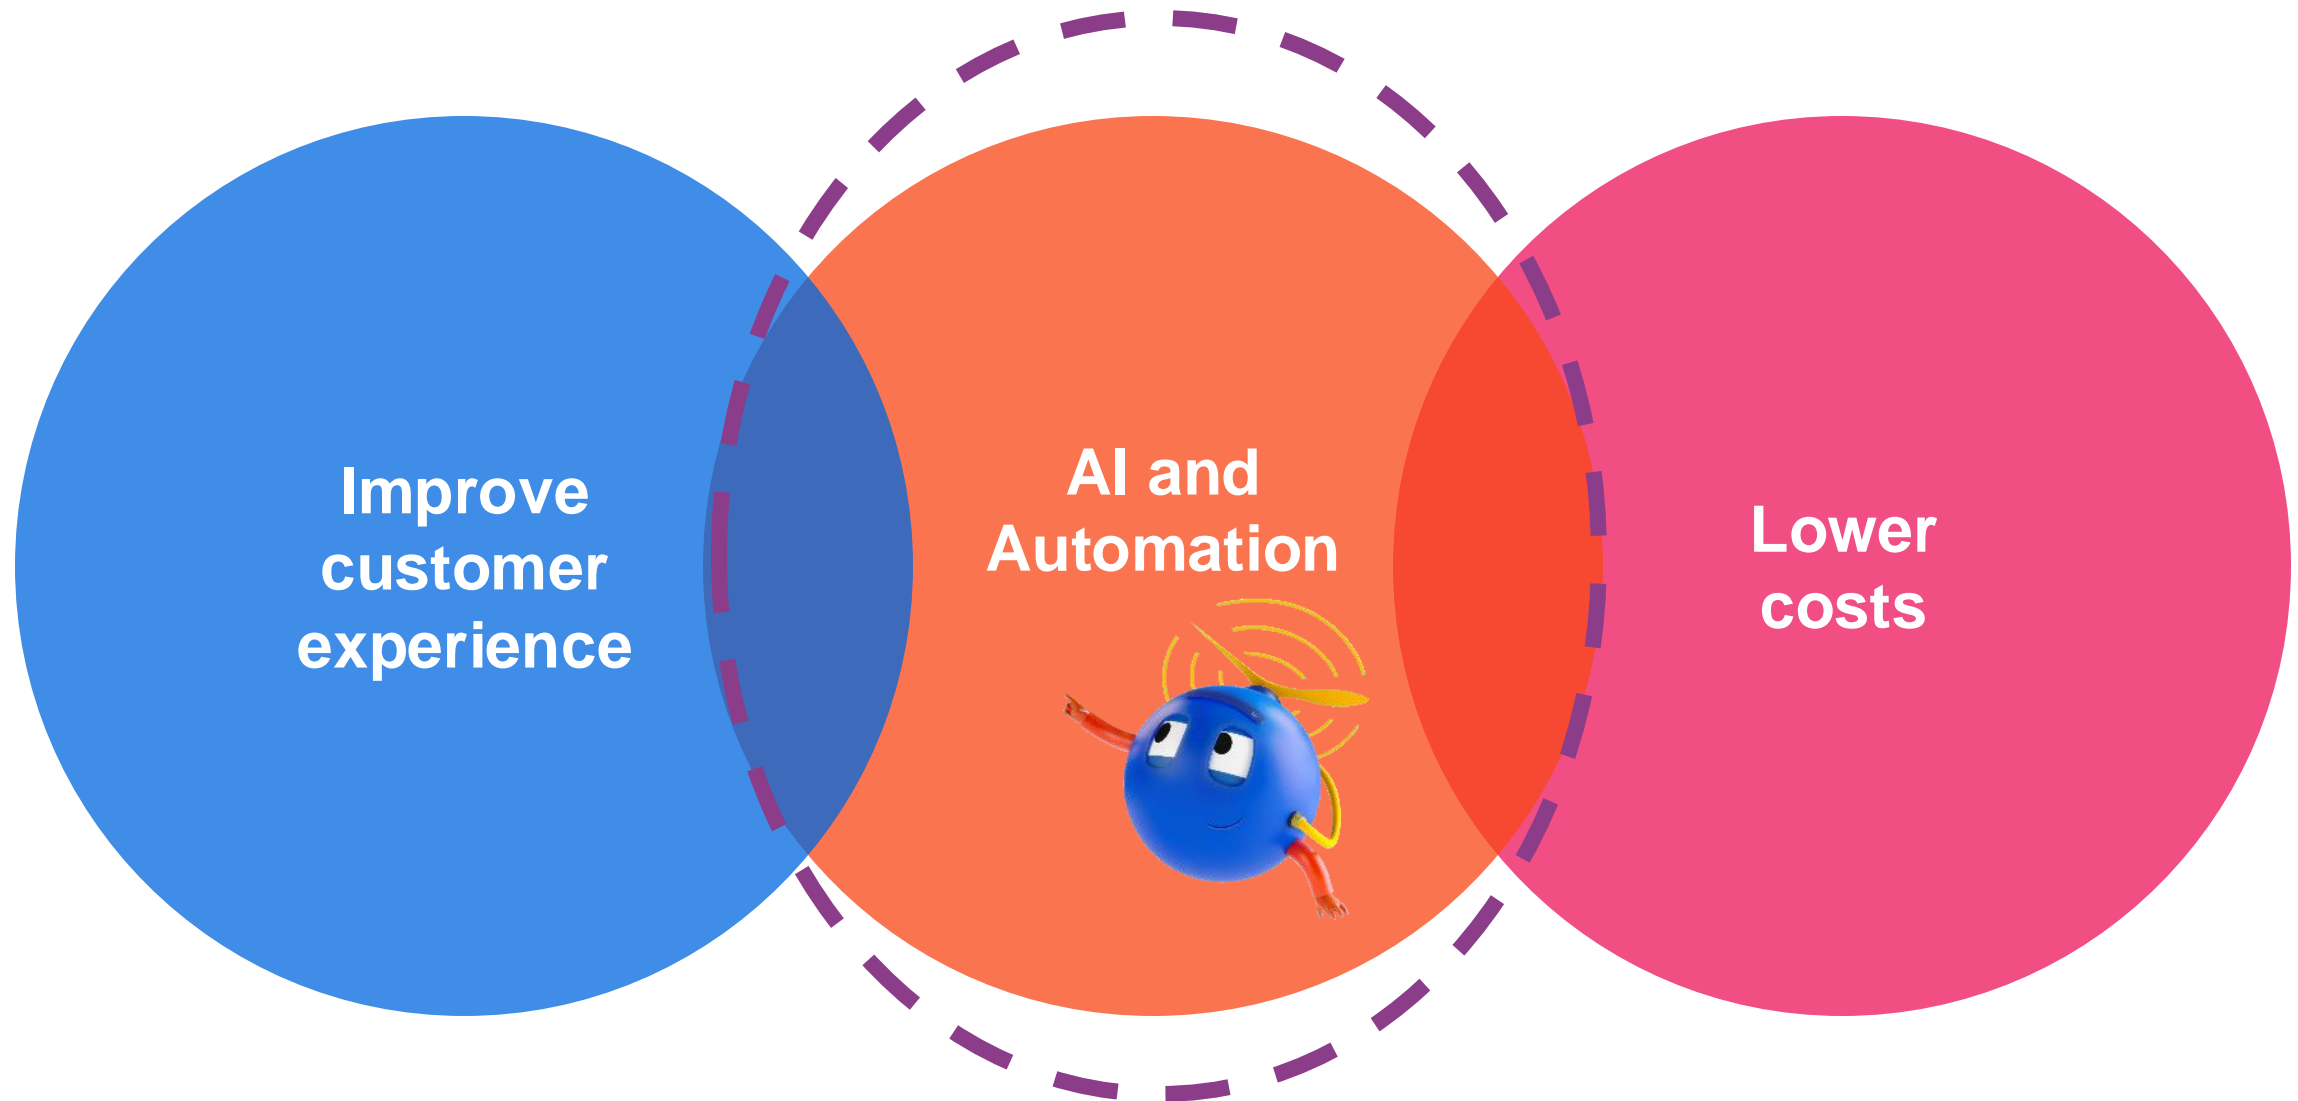 Improve
customer
experience
AI and
Automation
Lower
costs